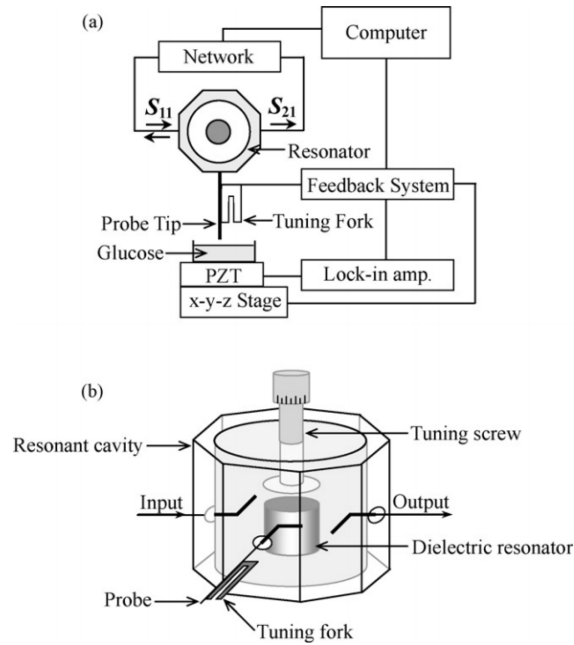 (a)
Computer
Network
S11
S21
Resonator
Feedback System
Probe Tip
Tuning Fork
Glucose
PZT
Lock-in amp.
x-y-z Stage
(b)
Resonant cavity
Tuning screw
Input
Output
Dielectric resonator
Probe
Tuning fork